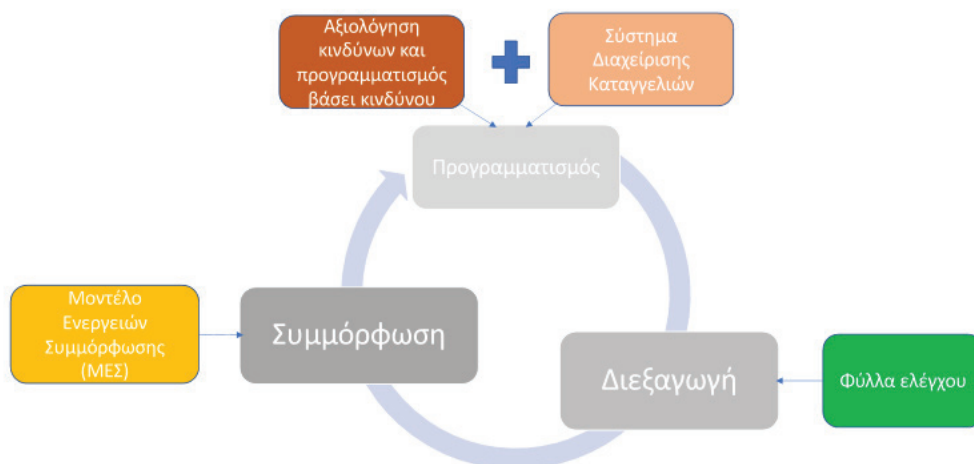 Αξιολόγηση
κινδύνων και
προγραμματισμός
βάσει κινδύνου
Σύστημα
Διαχείρισης
Καταγγελιών
Προγραμματισμός
Μοντέλο
Ενεργειών
Συμμόρφωσης
(ΜΕΣ)
Συμμόρφωση
Διεξαγωγή
Φύλλα ελέγχου